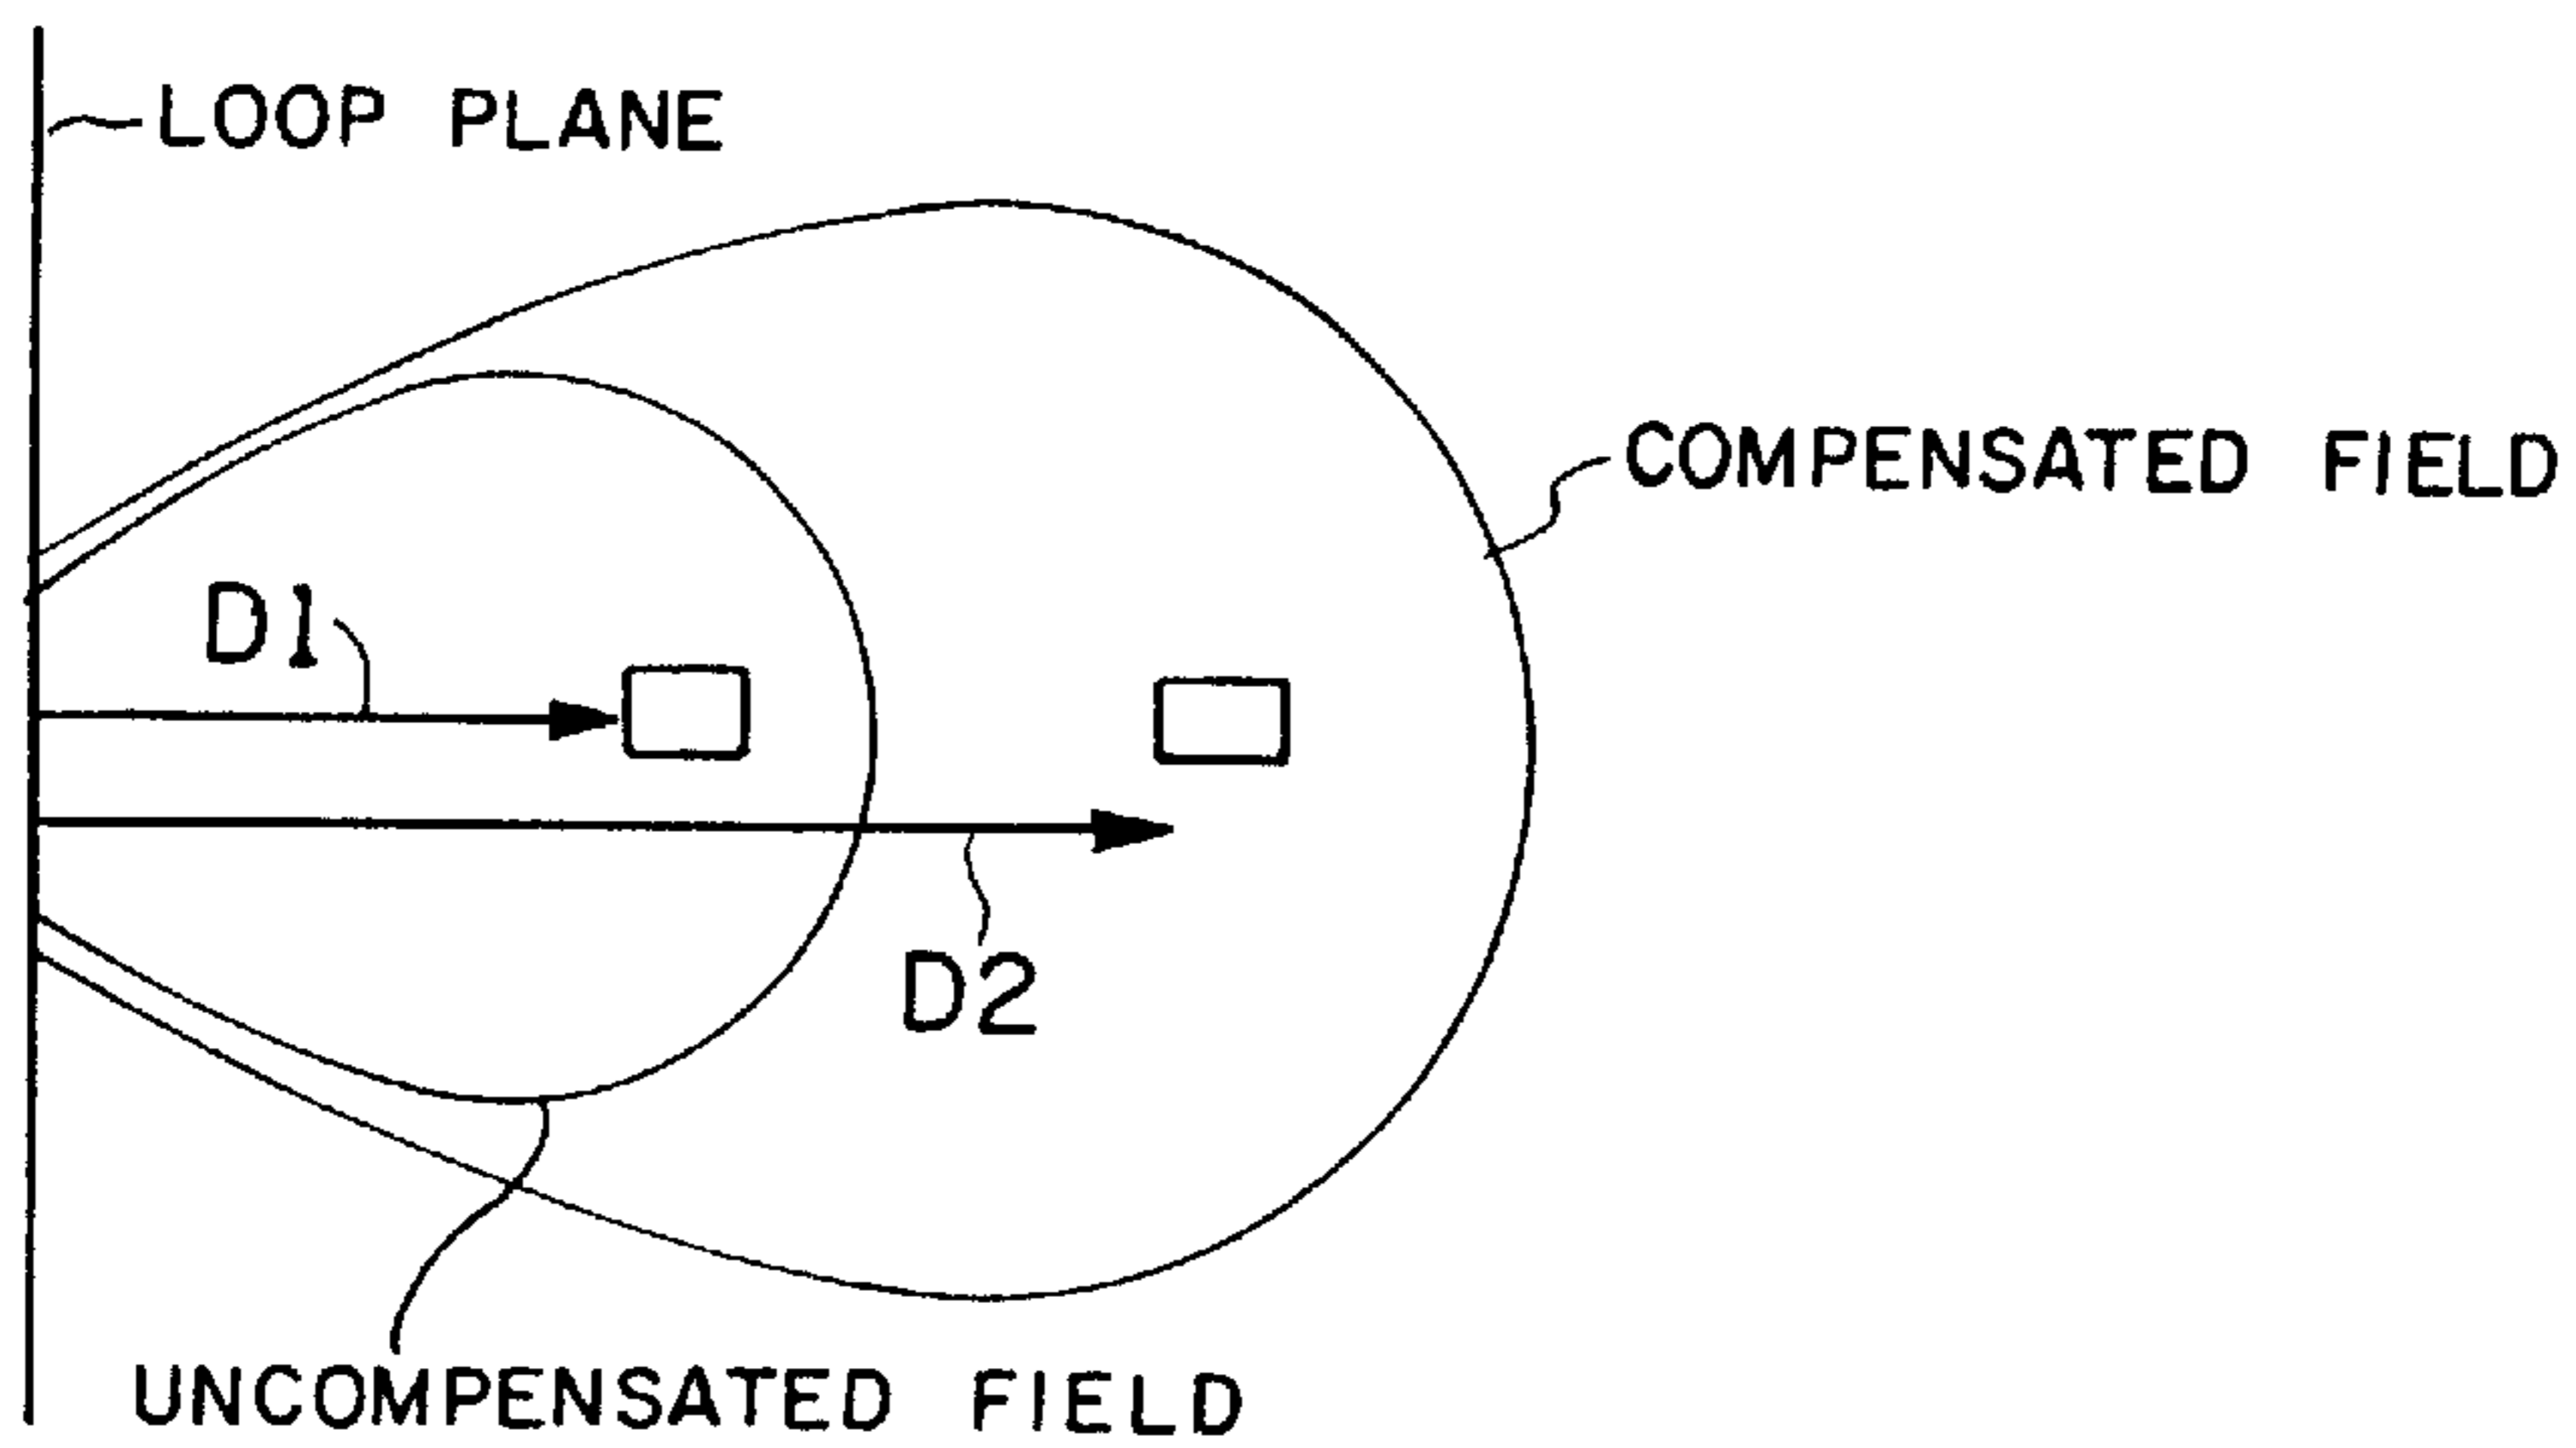 LOOP PLANE
COMPENSATED FIELD
D1
D2
UNCOMPENSATED FIELD